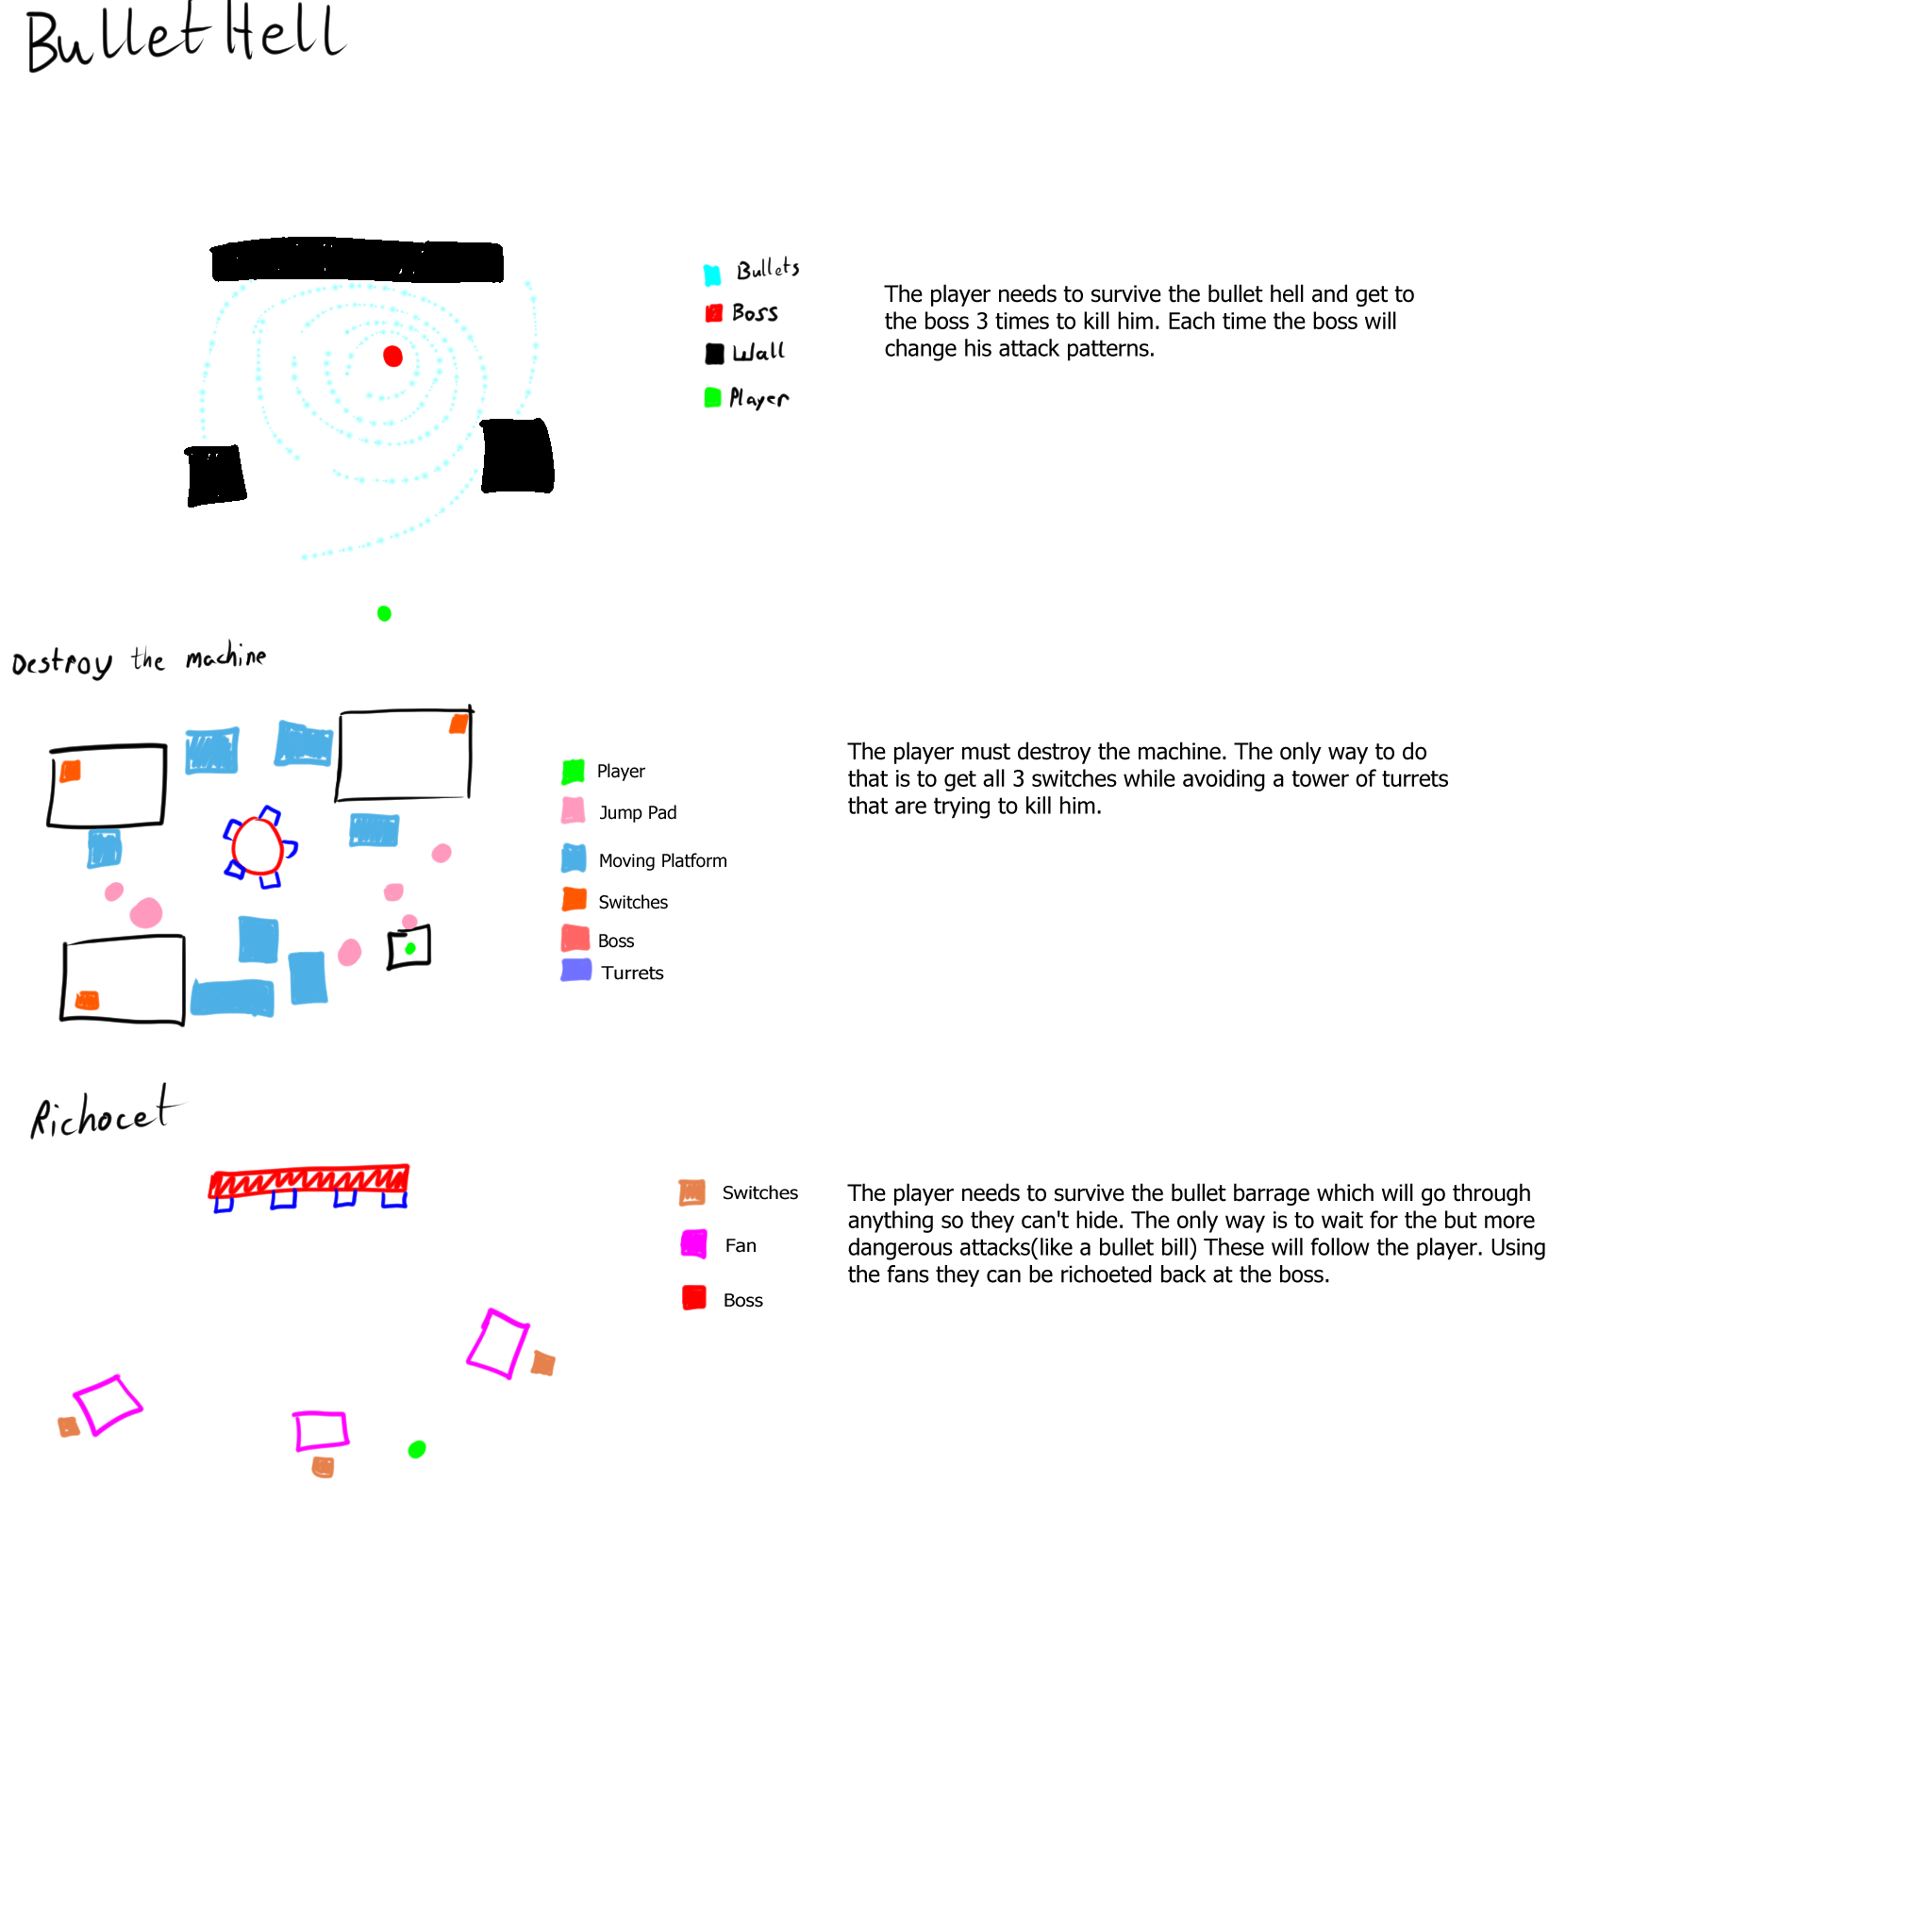 Bullet Hell
Bullets
Boss
Wall
Player
The player needs to survive the bullet hell and get to
the boss 3 times to kill him. Each time the boss will
change his attack patterns.
Destroy the machine
Player
Jump Pad
Moving Platform
Switches
Boss
Turrets
The player must destroy the machine. The only way to do
that is to get all 3 switches while avoiding a tower of turrets
that are trying to kill him.
Richocet
Switches
Fan
Boss
The player needs to survive the bullet barrage which will go through
anything so they can't hide. The only way is to wait for the but more
dangerous attacks(like a bullet bill) These will follow the player. Using
the fans they can be richoeted back at the boss.